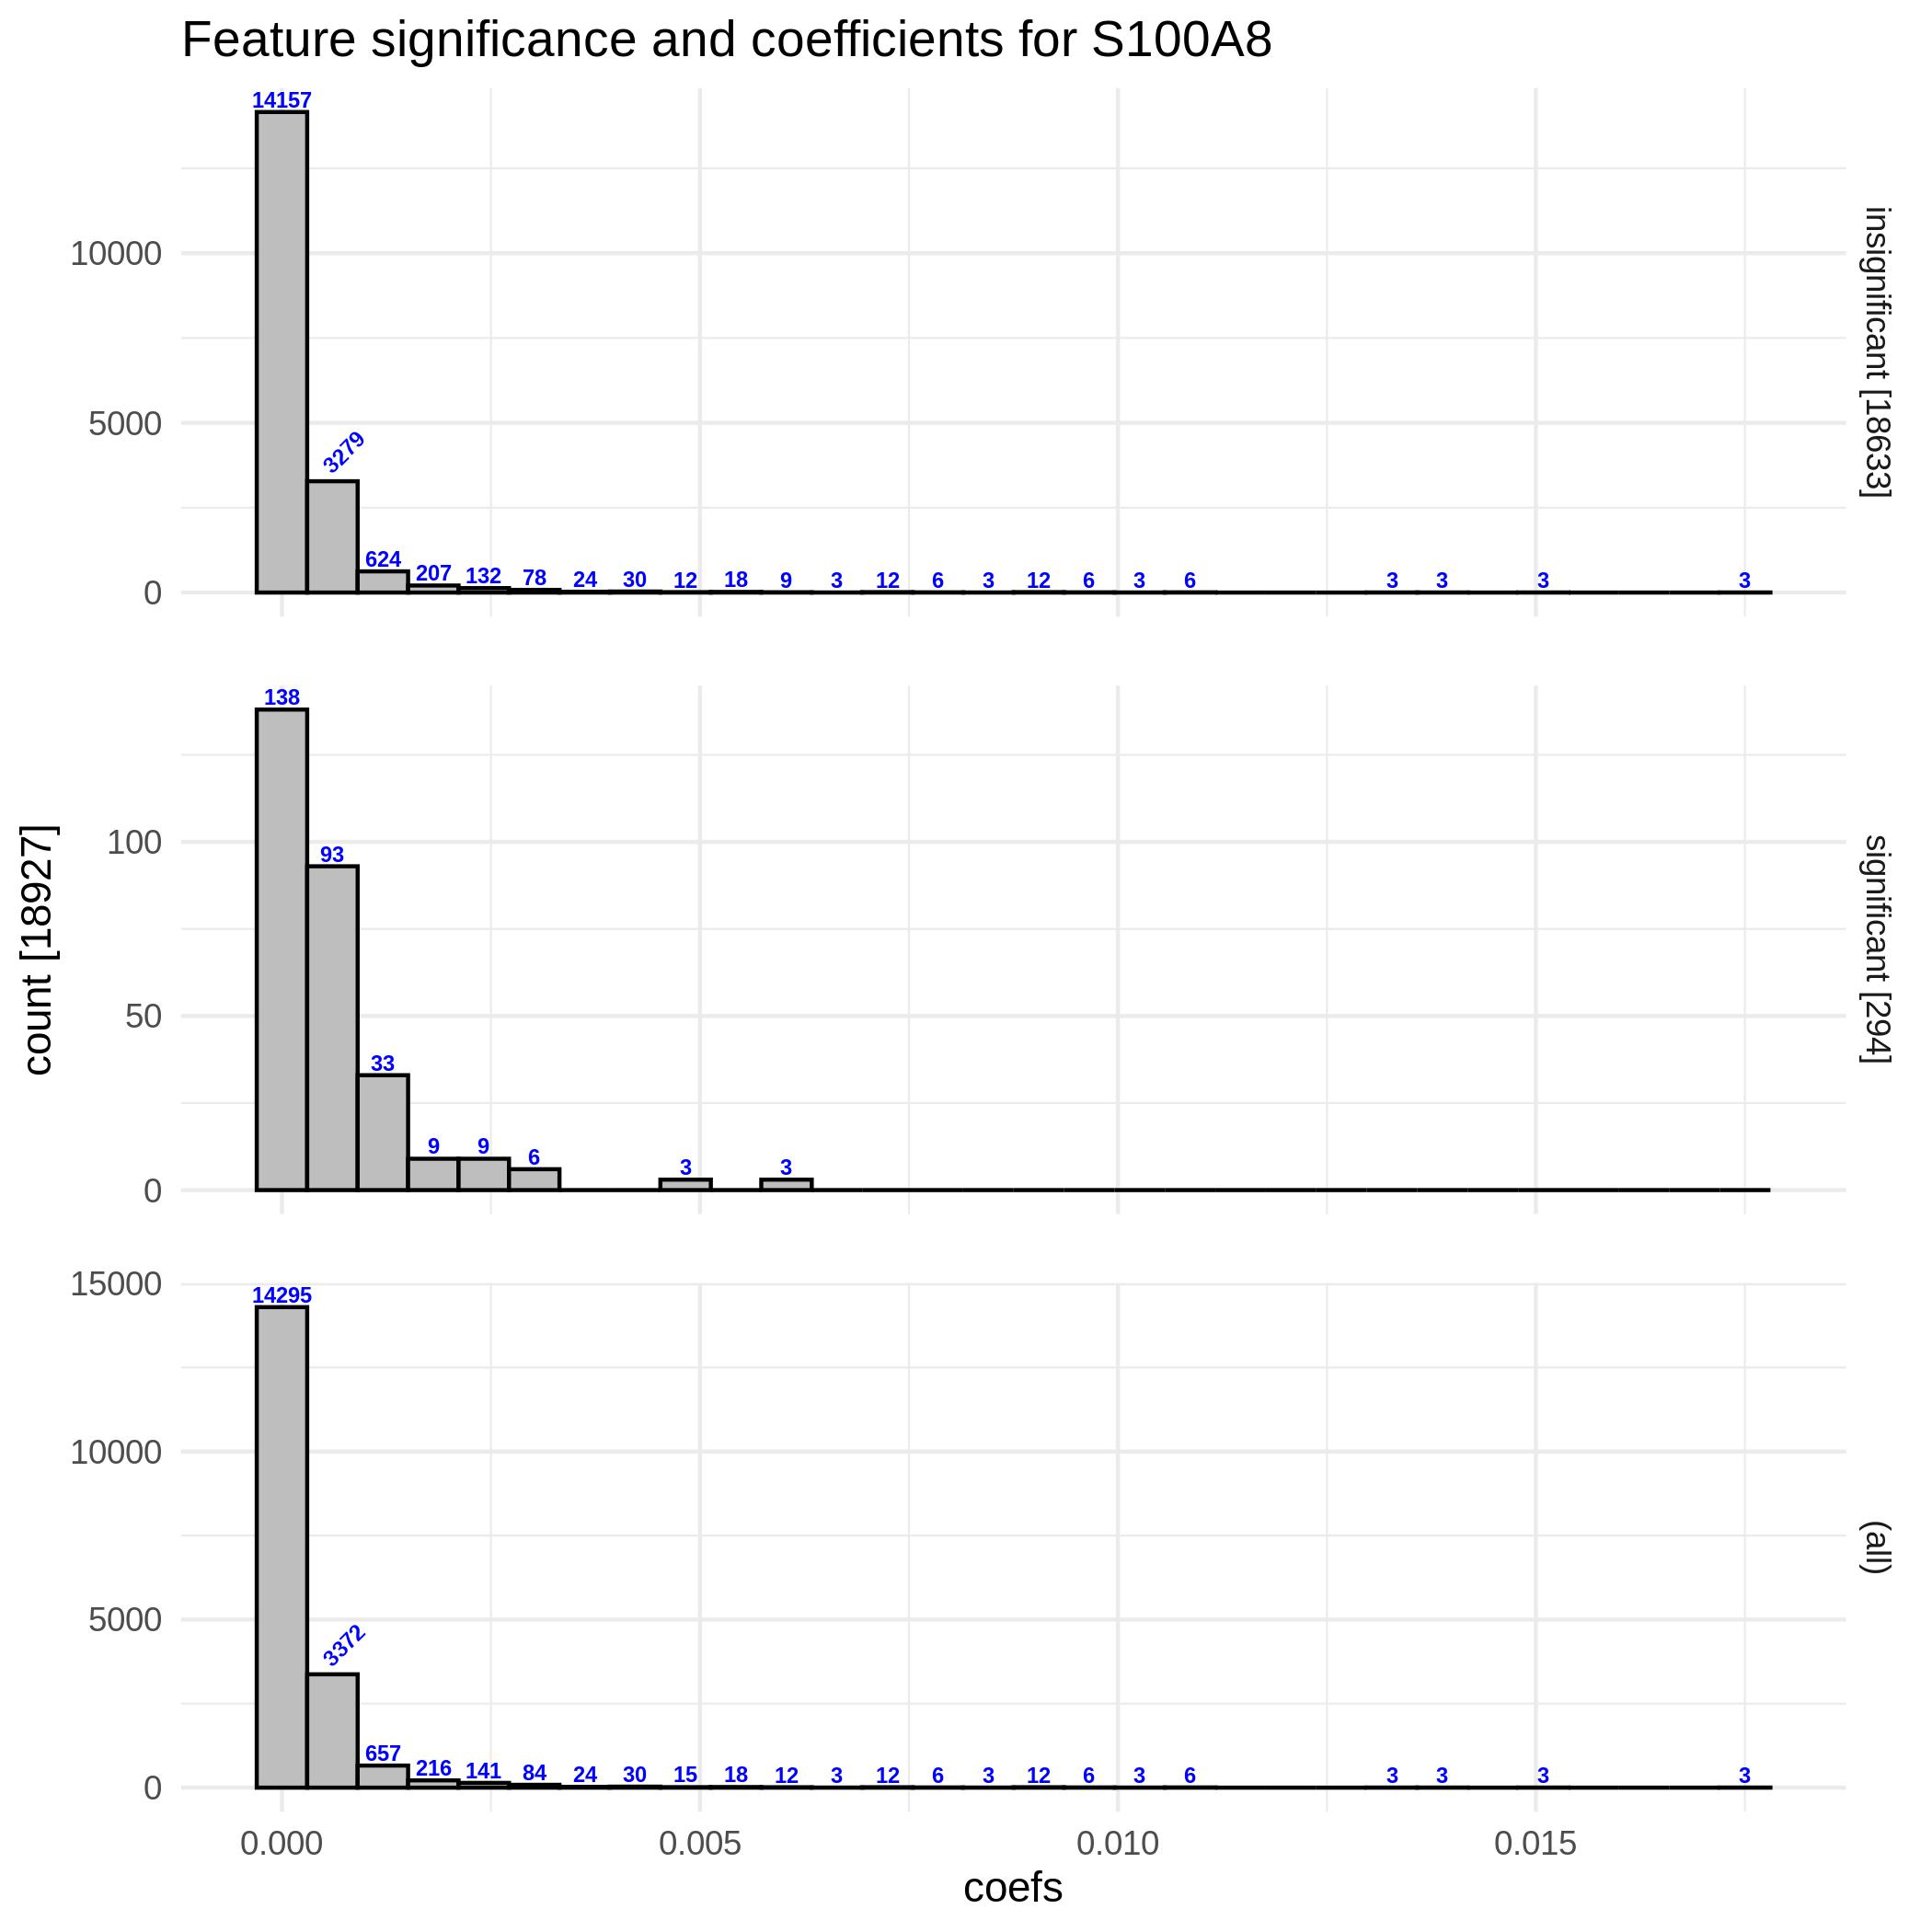 Feature significance and coefficients for S100A8
14157
10000
5000
0
3279
624 207 132 78 24 30 12 18 9 3 12 6 3 12 6 3 6 3 3 3 3
insignificant [18633]
count [18927]
138
100
50
0
93
33
9 9 6 3 3
significant [294]
15000
14295
10000
5000
0
3372
657 216 141 84 24 30 15 18 12 3 12 6 3 12 6 3 6 3 3 3 3
(all)
0.000 0.005 0.010 0.015
coefs